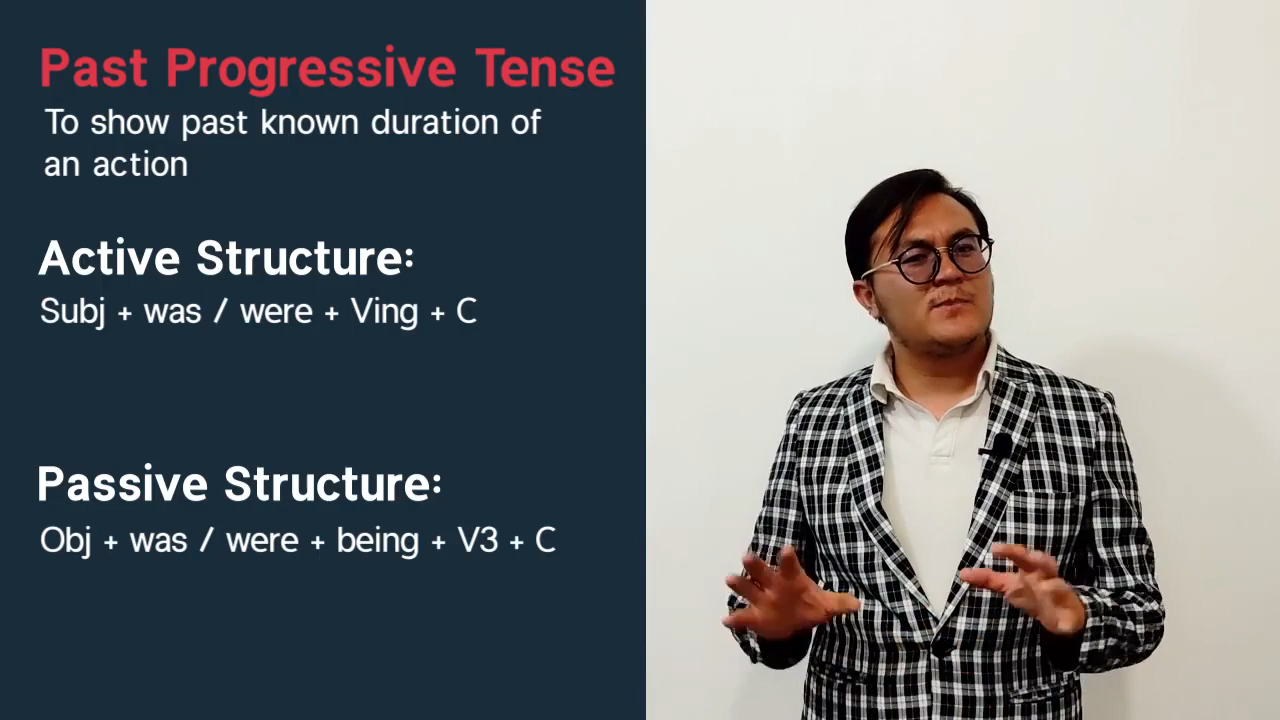 Past Progressive Tense
To show past known duration of
an action
Active Structure:
Subj + was / were + Ving + C
Passive Structure:
Obj + was / were + being + V3 + C